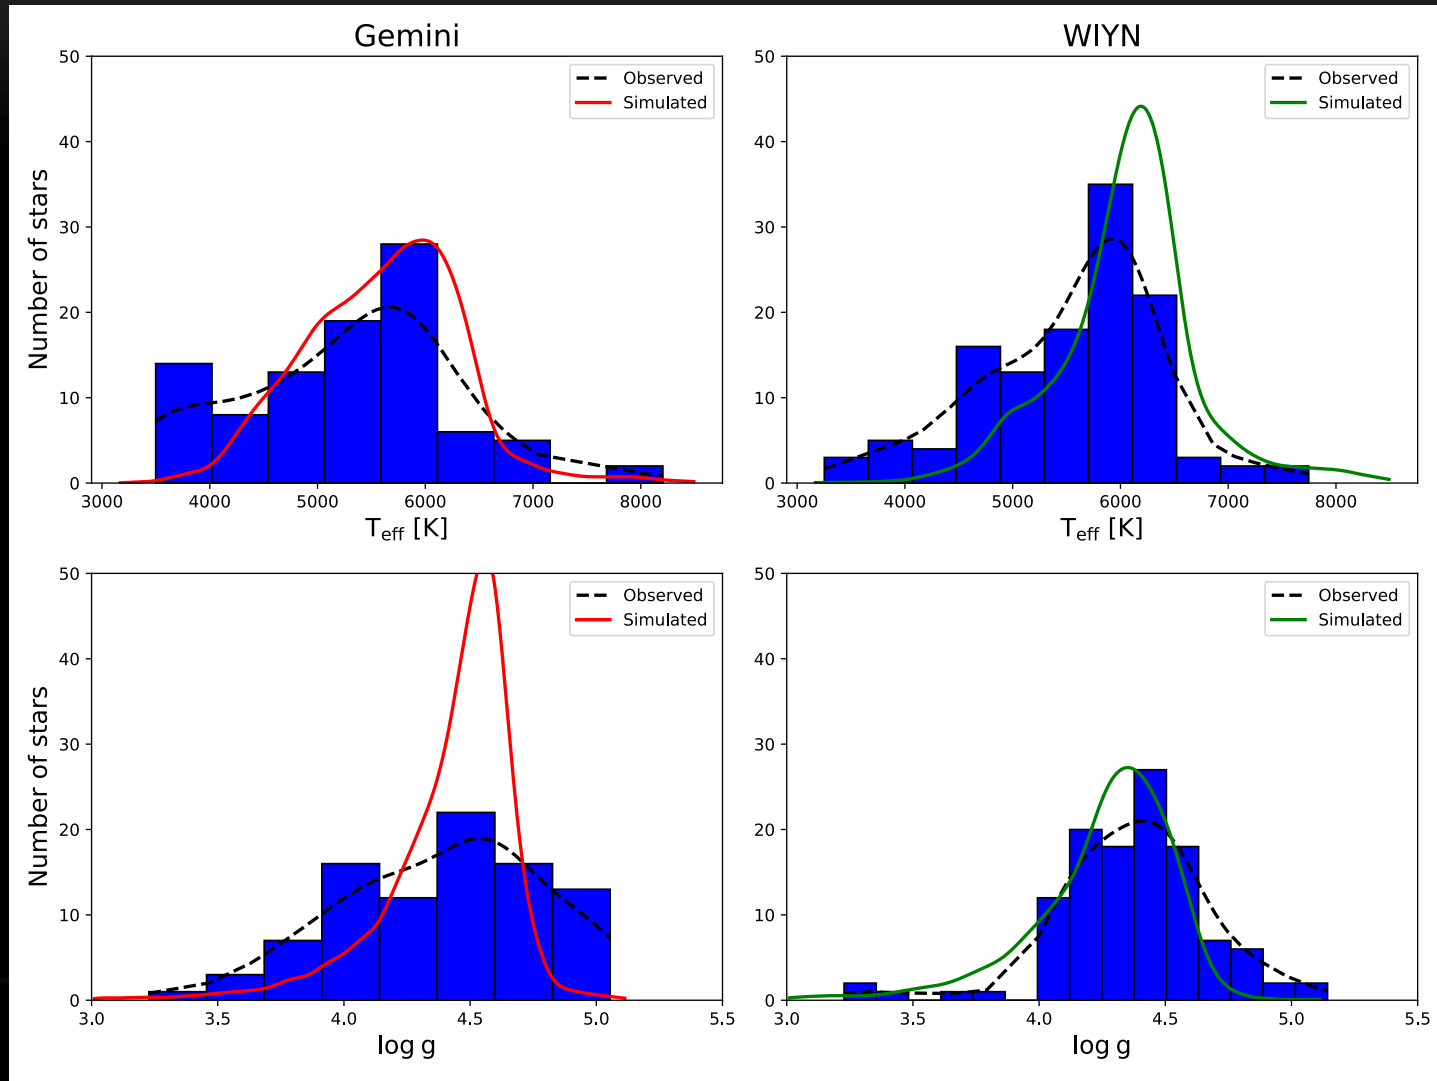 Gemini
WIYN
50
40
30
20
10
0
Number of stars
Observed
Simulated
3000 4000 5000 6000 7000 8000
T_eff [K]
50
40
30
20
10
0
Observed
Simulated
3000 4000 5000 6000 7000 8000
T_eff [K]
50
40
30
20
10
0
Number of stars
Observed
Simulated
3.0 3.5 4.0 4.5 5.0 5.5
log g
50
40
30
20
10
0
Observed
Simulated
3.0 3.5 4.0 4.5 5.0 5.5
log g